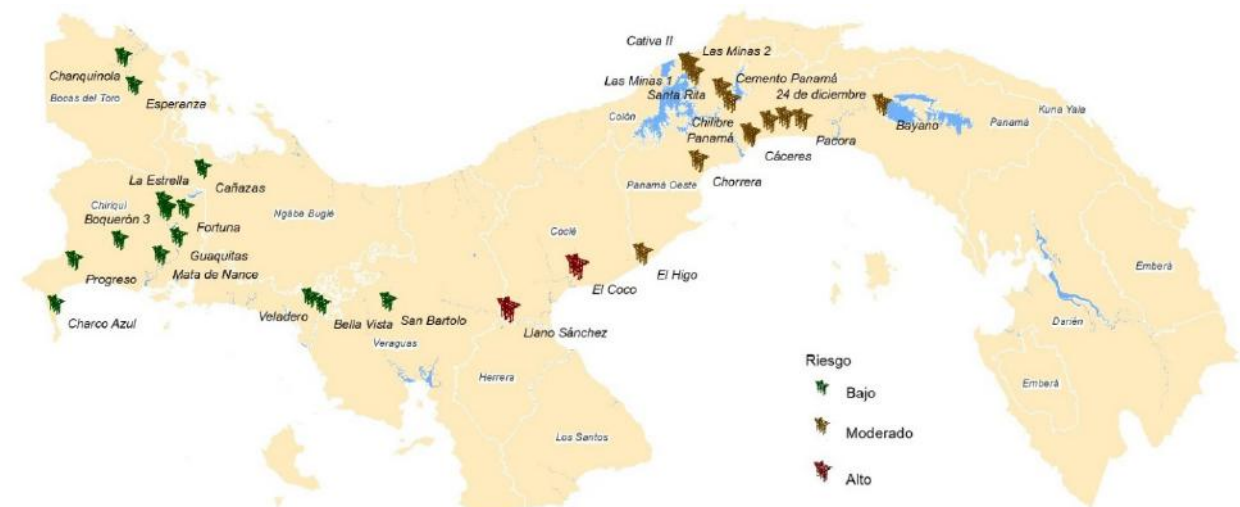 Cativa II
Las Minas 2
Chanquinola
Las Minas 1
Cemento Panamá
Bocas del Toro
Esperanza
Santa Rita
24 de diciembre
Kuna Yale
Colón
Chilibre
Bayano
Panamá
Panamá
Pacora
Cáceres
La Estrella
Cañazas
Panamá Oeste
Chorrera
Chiriquí
Boquerón 3
Ngäbe Buglé
Fortuna
Coclé
Guaquitas
Emberá
Progreso
Mata de Nance
El Higo
El Coco
Charco Azul
Veladero
Bella Vista
San Bartolo
Llano Sánchez
Darién
Veraguas
Riesgo
Herrera
Emberá
Bajo
Moderado
Los Santos
Alto